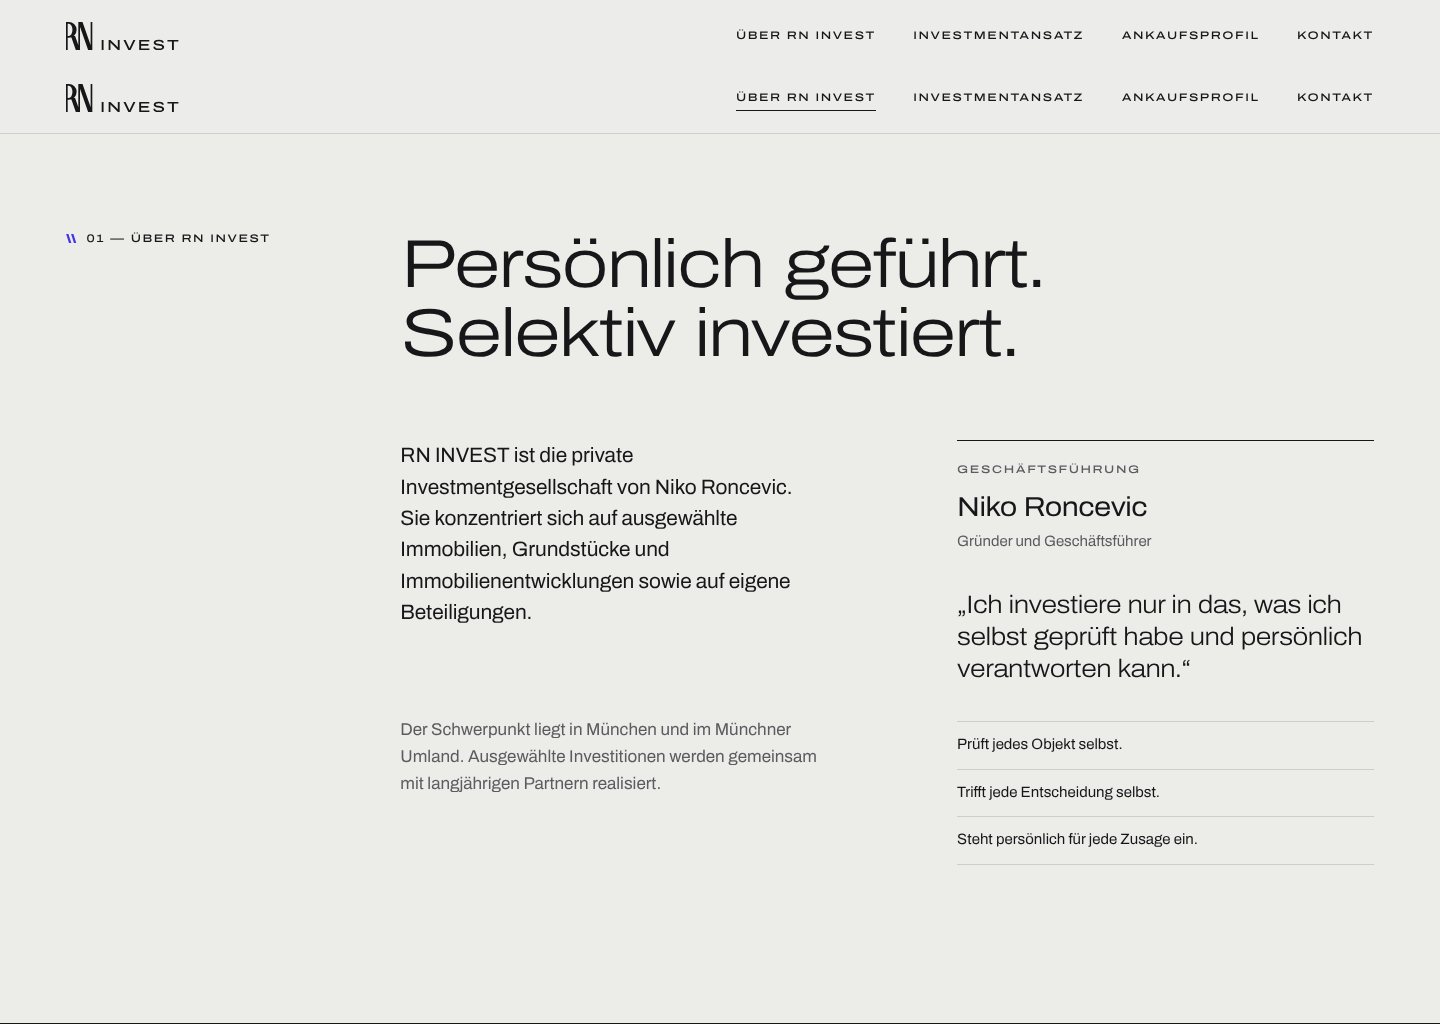 RN INVEST
ÜBER RN INVEST INVESTMENTANSATZ ANKAUFSPROFIL KONTAKT
RN INVEST
ÜBER RN INVEST INVESTMENTANSATZ ANKAUFSPROFIL KONTAKT
\\ 01 — ÜBER RN INVEST
Persönlich geführt.
Selektiv investiert.
RN INVEST ist die private
Investmentgesellschaft von Niko Roncevic.
Sie konzentriert sich auf ausgewählte
Immobilien, Grundstücke und
Immobilienentwicklungen sowie auf eigene
Beteiligungen.
Der Schwerpunkt liegt in München und im Münchner
Umland. Ausgewählte Investitionen werden gemeinsam
mit langjährigen Partnern realisiert.
GESCHÄFTSFÜHRUNG
Niko Roncevic
Gründer und Geschäftsführer
„Ich investiere nur in das, was ich
selbst geprüft habe und persönlich
verantworten kann.“
Prüft jedes Objekt selbst.
Trifft jede Entscheidung selbst.
Steht persönlich für jede Zusage ein.